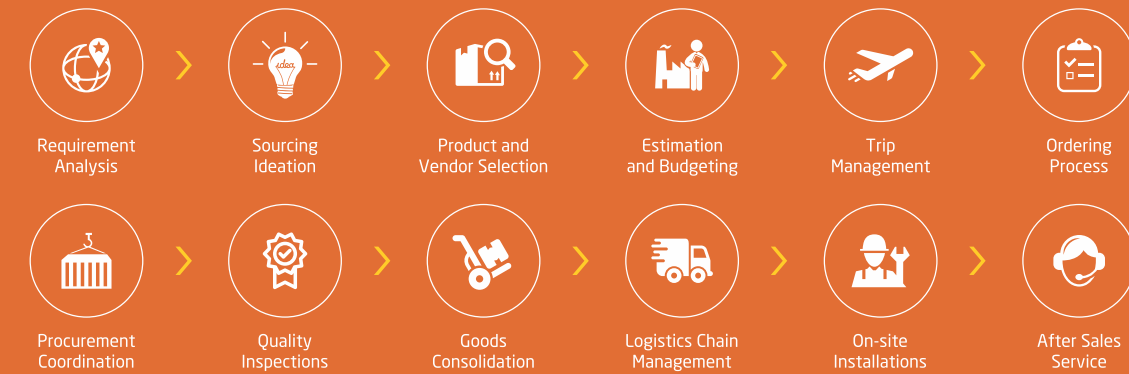 idea
Requirement
Analysis
Sourcing
Ideation
Product and
Vendor Selection
Estimation
and Budgeting
Trip
Management
Ordering
Process
Procurement
Coordination
Quality
Inspections
Goods
Consolidation
Logistics Chain
Management
On-site
Installations
After Sales
Service